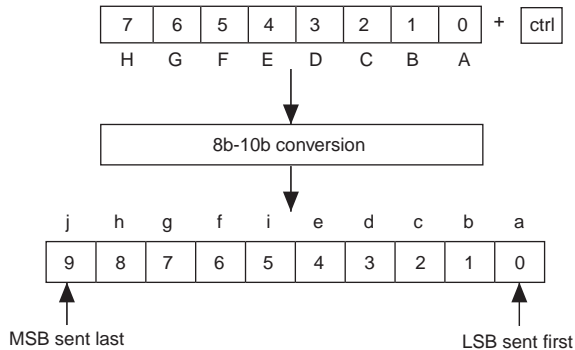 7 6 5 4 3 2 1 0 + ctrl
H G F E D C B A
8b-10b conversion
j h g f i e d c b a
9 8 7 6 5 4 3 2 1 0
MSB sent last LSB sent first